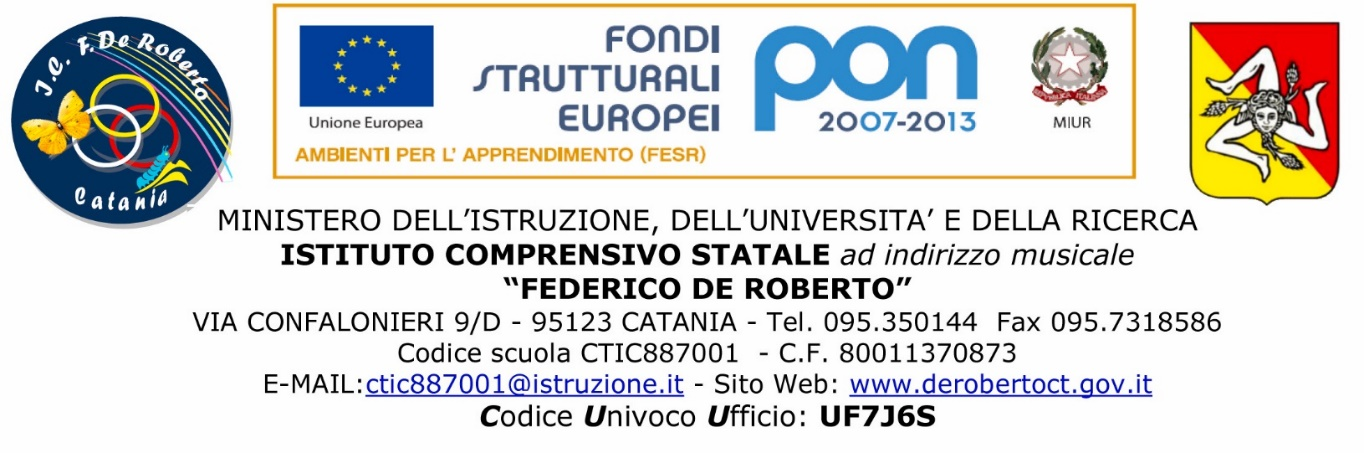 I.C. F. De Roberto
Catania
Unione Europea
FONDI
STRUTTURALI
EUROPEI
pon
2007-2013
MIUR
REPUBBLICA ITALIANA
AMBIENTI PER L' APPRENDIMENTO (FESR)
MINISTERO DELL’ISTRUZIONE, DELL’UNIVERSITA’ E DELLA RICERCA
ISTITUTO COMPRENSIVO STATALE ad indirizzo musicale
“FEDERICO DE ROBERTO”
VIA CONFALONIERI 9/D - 95123 CATANIA - Tel. 095.350144 Fax 095.7318586
Codice scuola CTIC887001 - C.F. 80011370873
E-MAIL:ctic887001@istruzione.it - Sito Web: www.derobertoct.gov.it
Codice Univoco Ufficio: UF7J6S